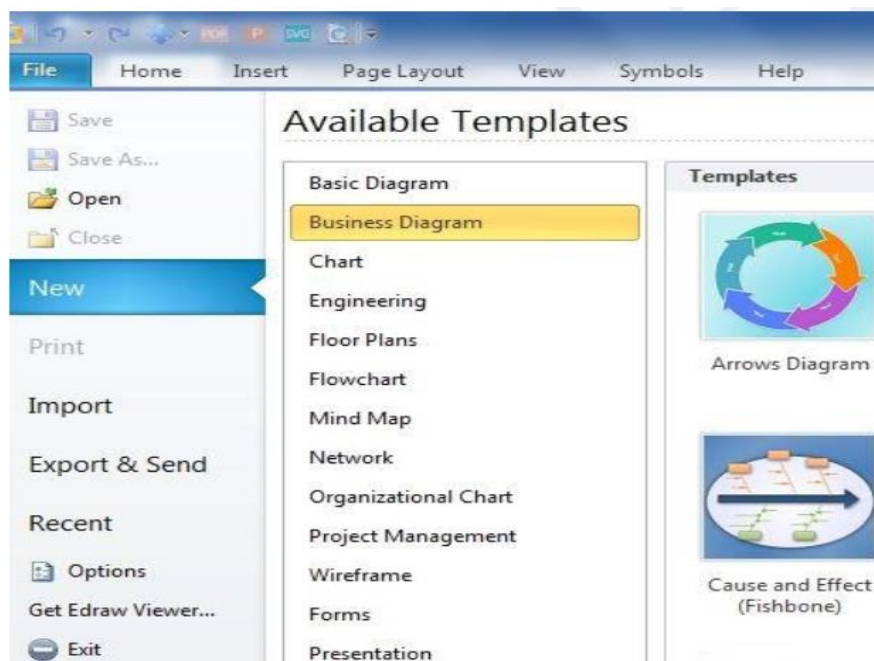 PDF P SVG
File Home Insert Page Layout View Symbols Help
Save
Save As...
Open
Close
New
Print
Import
Export & Send
Recent
Options
Get Edraw Viewer...
Exit
Available Templates
Basic Diagram
Business Diagram
Chart
Engineering
Floor Plans
Flowchart
Mind Map
Network
Organizational Chart
Project Management
Wireframe
Forms
Presentation
Templates
Arrows Diagram
Cause and Effect
(Fishbone)